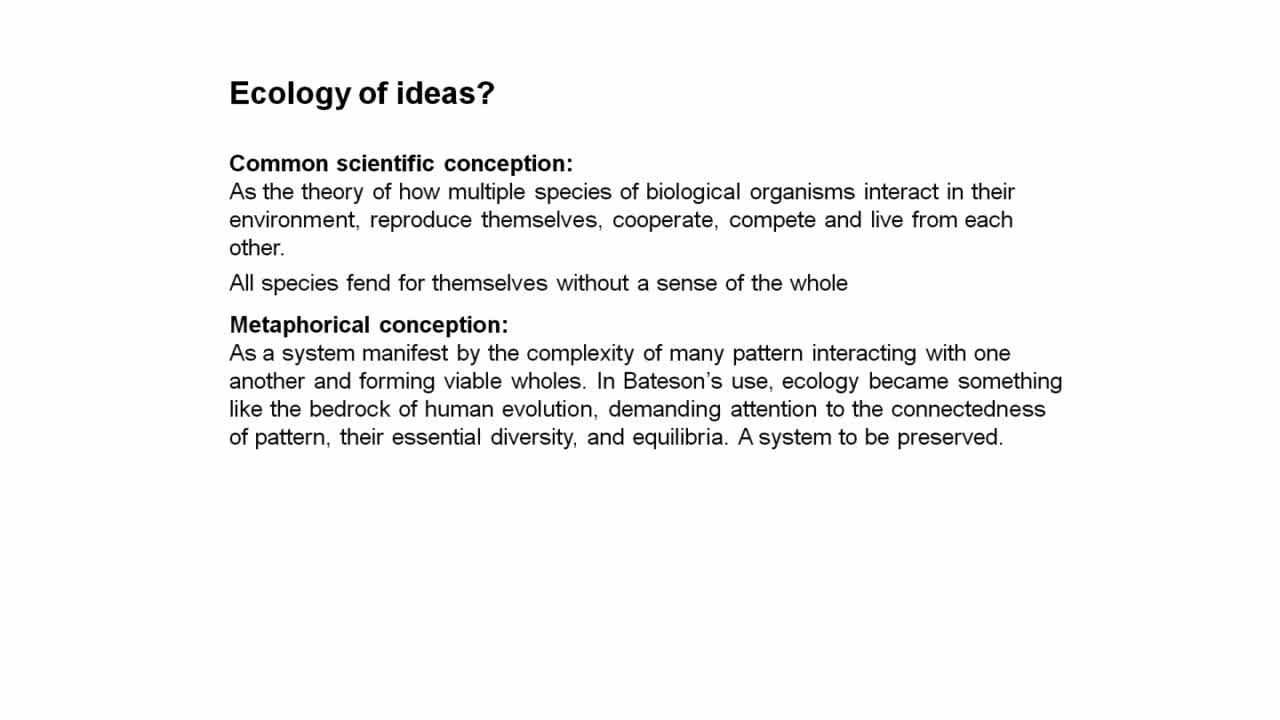 Ecology of ideas?
Common scientific conception:
As the theory of how multiple species of biological organisms interact in their
environment, reproduce themselves, cooperate, compete and live from each
other.
All species fend for themselves without a sense of the whole
Metaphorical conception:
As a system manifest by the complexity of many pattern interacting with one
another and forming viable wholes. In Bateson’s use, ecology became something
like the bedrock of human evolution, demanding attention to the connectedness
of pattern, their essential diversity, and equilibria. A system to be preserved.